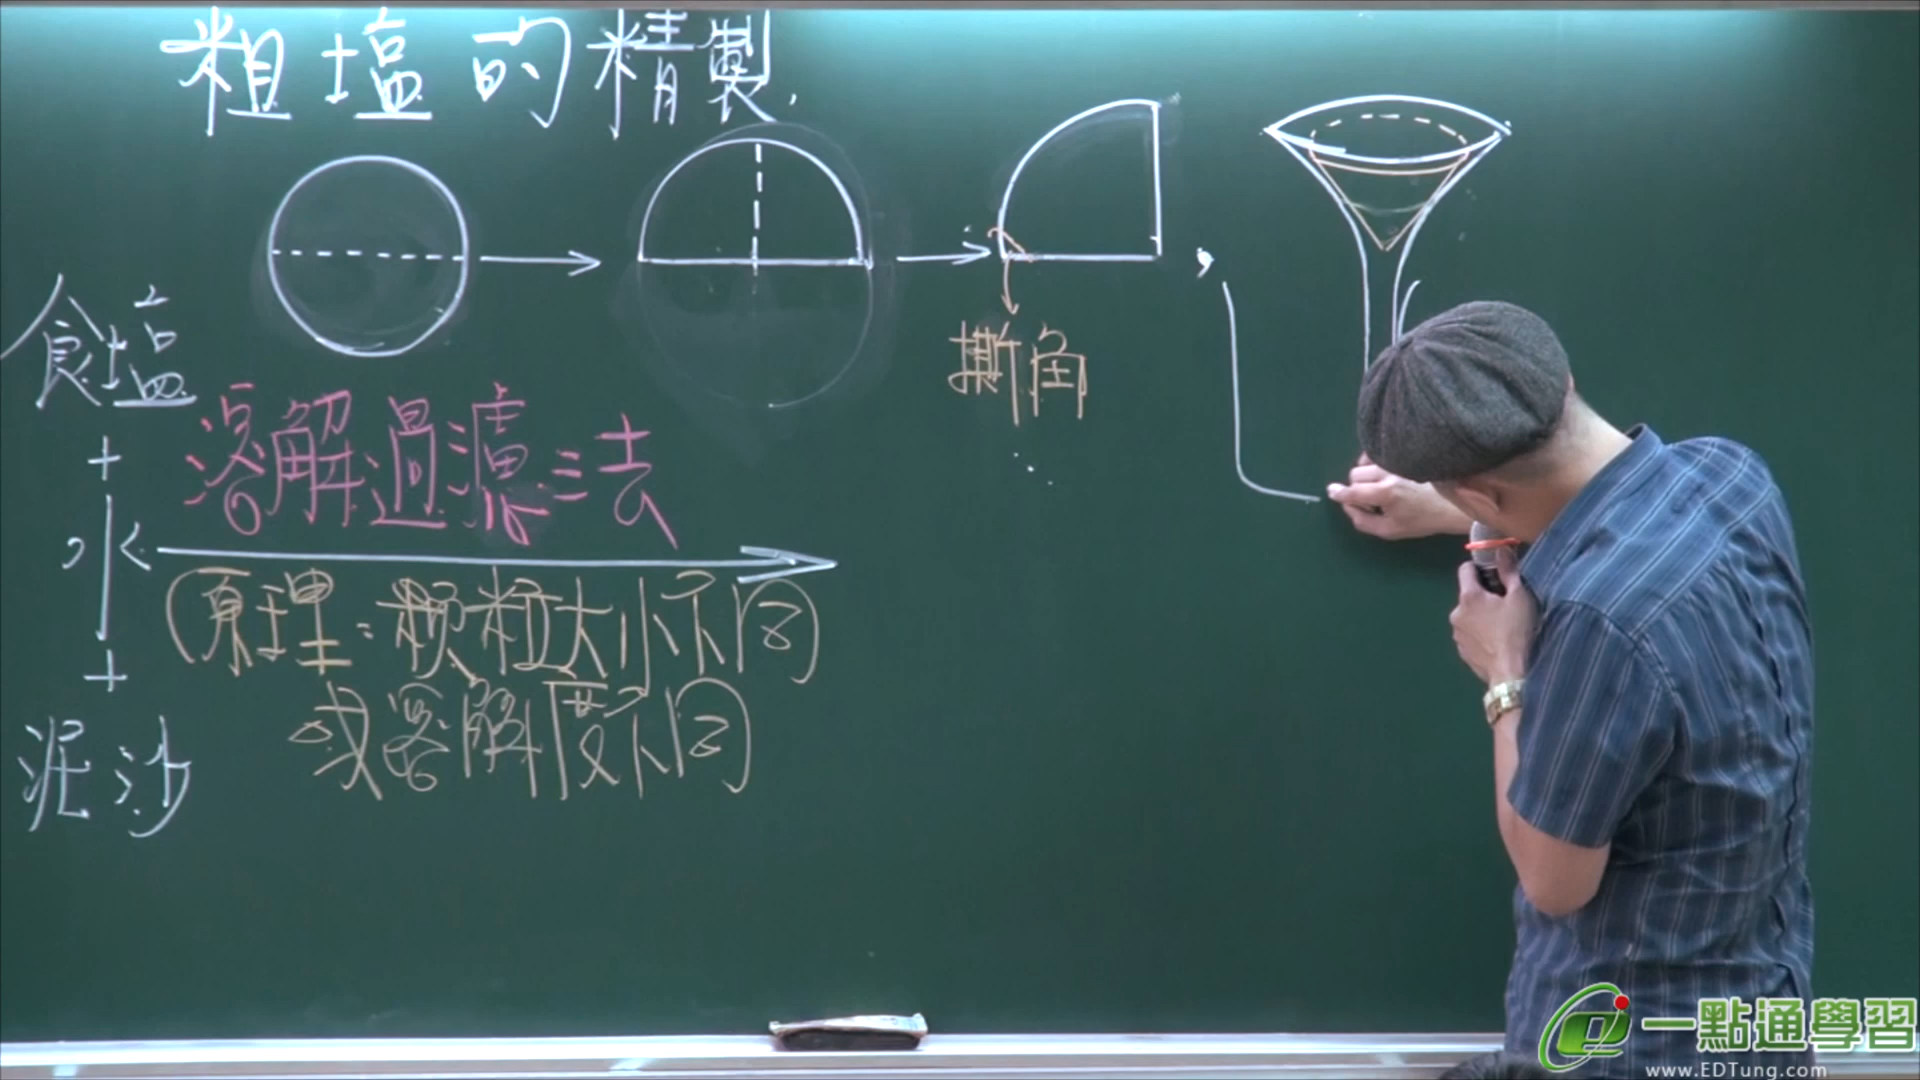 粗塩的精製
撕角
食塩
+
水
+
泥沙
溶解過濾法
(原理:顆粒大小不同
或溶解度不同)
一點通學習
www.EDTung.com